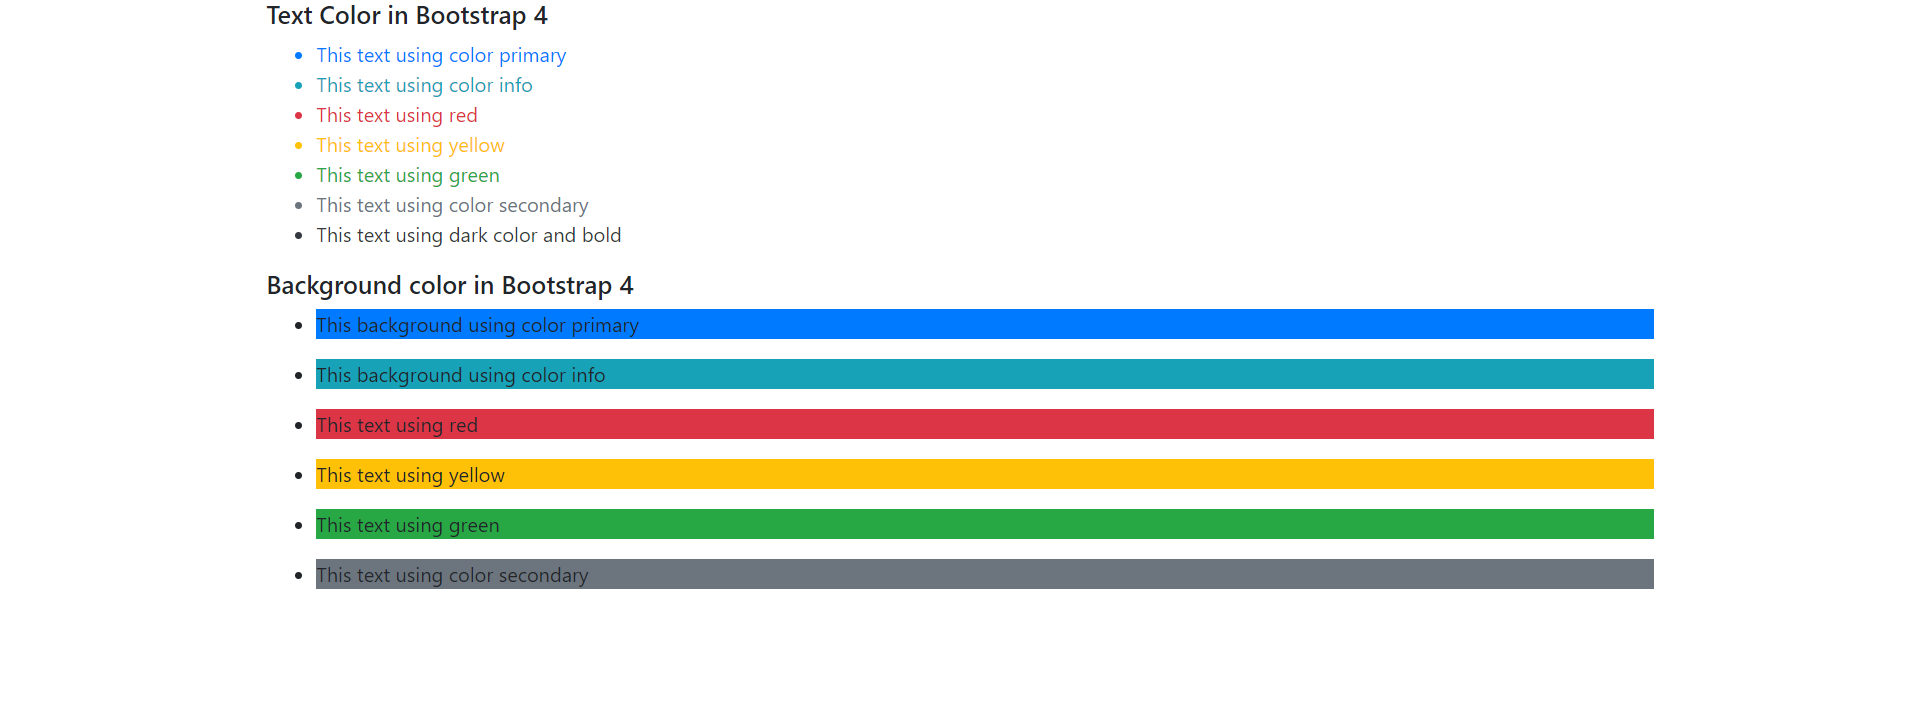 Text Color in Bootstrap 4
This text using color primary
This text using color info
This text using red
This text using yellow
This text using green
This text using color secondary
This text using dark color and bold
Background color in Bootstrap 4
This background using color primary
This background using color info
This text using red
This text using yellow
This text using green
This text using color secondary